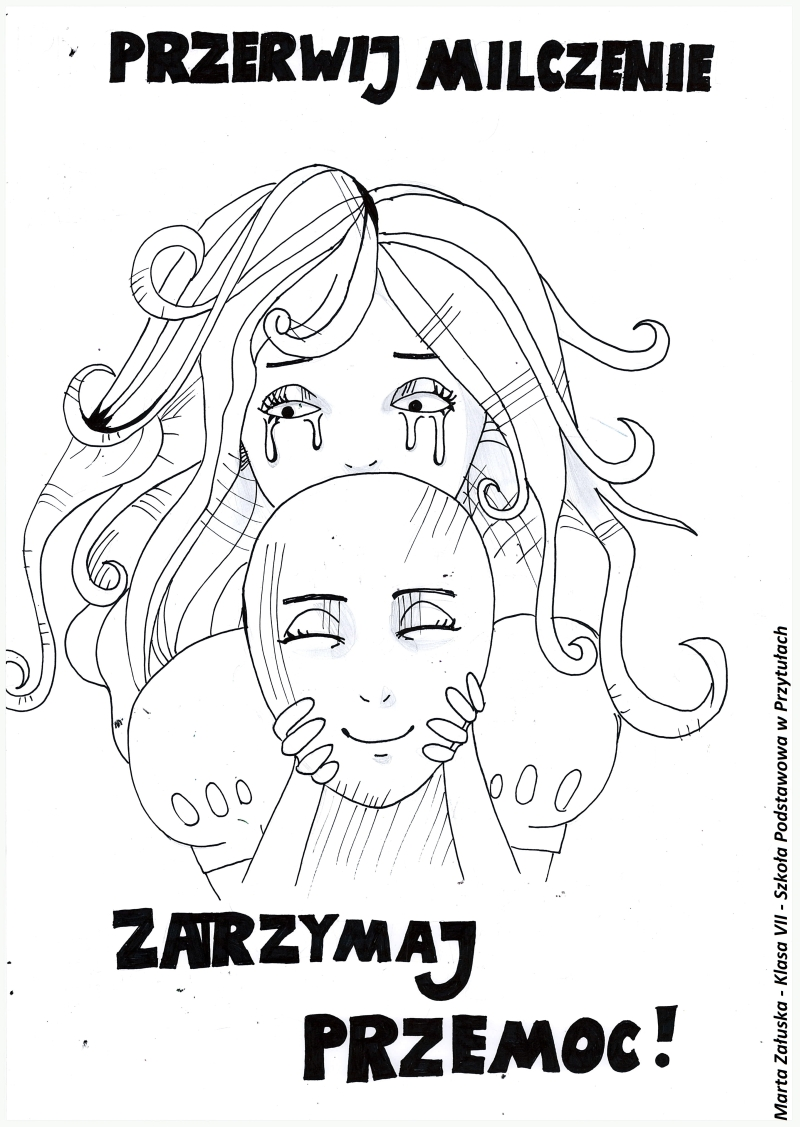 PRZERWIJ MILCZENIE
ZATRZYMAJ
PRZEMOC!
Marta Załuska - Klasa VII - Szkoła Podstawowa w Przytułach